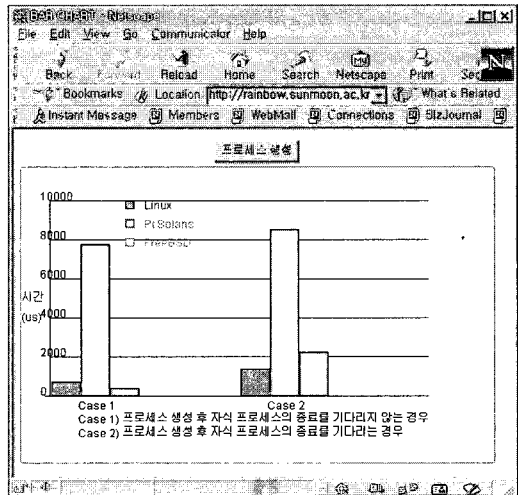 BAR CHART - Netscape
File Edit View Go Communicator Help
Back Forward Reload Home Search Netscape Print
Bookmarks Location http://rainbow.sunmoon.ac.kr What's Related
Instant Message Members WebMail Connections BizJournal
프로세스 생성
10000
Linux
Pt Solaris
8000
FreeBSD
6000
시간
(us)
4000
2000
0
Case 1 Case 2
Case 1) 프로세스 생성 후 자식 프로세스의 종료를 기다리지 않는 경우
Case 2) 프로세스 생성 후 자식 프로세스의 종료를 기다리는 경우